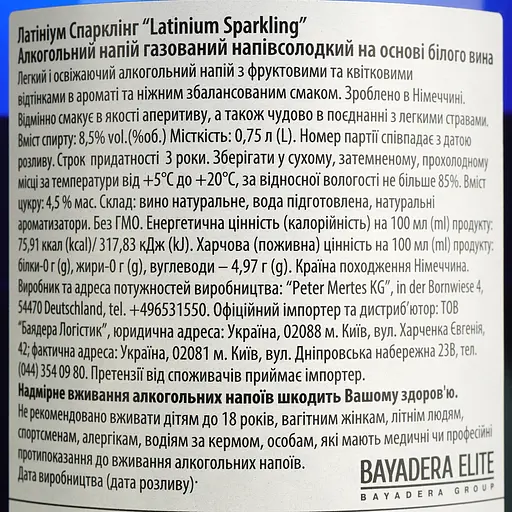 Латініум Спарклінг “Latinium Sparkling”
Алкогольний напій газований напівсолодкий на основі білого вина
Легкий і освіжаючий алкогольний напій з фруктовими та квітковими
відтінками в ароматі та ніжним збалансованим смаком. Зроблено в Німеччині.
Відмінно смакує в якості аперитиву, а також чудово в поєднанні з легкими стравами.
Вміст спирту: 8,5% vol.(%об.) Місткість: 0,75 л (L). Номер партії співпадає з датою
розливу. Строк придатності 3 роки. Зберігати у сухому, затемненому, прохолодному
місці за температури від +5°С до +20°С, за відносної вологості не більше 85%. Вміст
цукру: 4,5 % мас. Склад: вино натуральне, вода підготовлена, натуральні
ароматизатори. Без ГМО. Енергетична цінність (калорійність) на 100 мл (ml) продукту:
75,91 ккал (kcal)/ 317,83 кДж (kJ). Харчова (поживна) цінність на 100 мл (ml) продукту:
білки-0 г (g), жири-0 г (g), вуглеводи – 4,97 г (g). Країна походження Німеччина.
Виробник та адреса потужностей виробництва: “Peter Mertes KG”, in der Bornwiese 4,
54470 Deutschland, tel. +496531550. Офіційний імпортер та дистриб’ютор: ТОВ
“Баядера Логістик”, юридична адреса: Україна, 02088 м. Київ, вул. Харченка Євгенія,
42; фактична адреса: Україна, 02081 м. Київ, вул. Дніпровська набережна 23В, тел.
(044) 354 09 80. Претензії від споживачів приймає імпортер.
Надмірне вживання алкогольних напоїв шкодить Вашому здоров'ю.
Не рекомендовано вживати дітям до 18 років, вагітним жінкам, літнім людям,
спортсменам, алергікам, водіям за кермом, особам, які мають медичні чи професійні
протипоказання до вживання алкогольних напоїв.
Дата виробництва (дата розливу)·
BAYADERA ELITE
BAYADERA GROUP